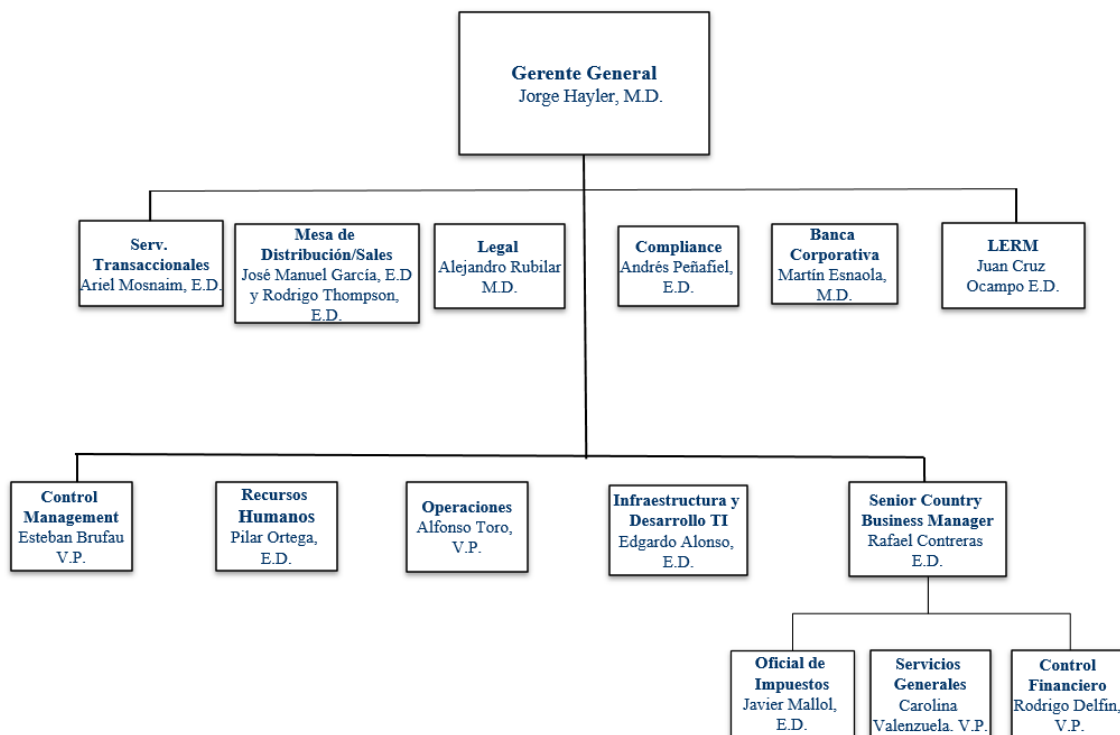 Gerente General
Jorge Hayler, M.D.
Serv.
Transaccionales
Ariel Mosnaim, E.D.
Mesa de
Distribución/Sales
José Manuel García, E.D
y Rodrigo Thompson,
E.D.
Legal
Alejandro Rubilar
M.D.
Compliance
Andrés Peñafiel,
E.D.
Banca
Corporativa
Martín Esnaola,
M.D.
LERM
Juan Cruz
Ocampo E.D.
Control
Management
Esteban Brufau
V.P.
Recursos
Humanos
Pilar Ortega,
E.D.
Operaciones
Alfonso Toro,
V.P.
Infraestructura y
Desarrollo TI
Edgardo Alonso,
E.D.
Senior Country
Business Manager
Rafael Contreras
E.D.
Oficial de
Impuestos
Javier Mallol,
E.D.
Servicios
Generales
Carolina
Valenzuela. V.P.
Control
Financiero
Rodrigo Delfín,
V.P.